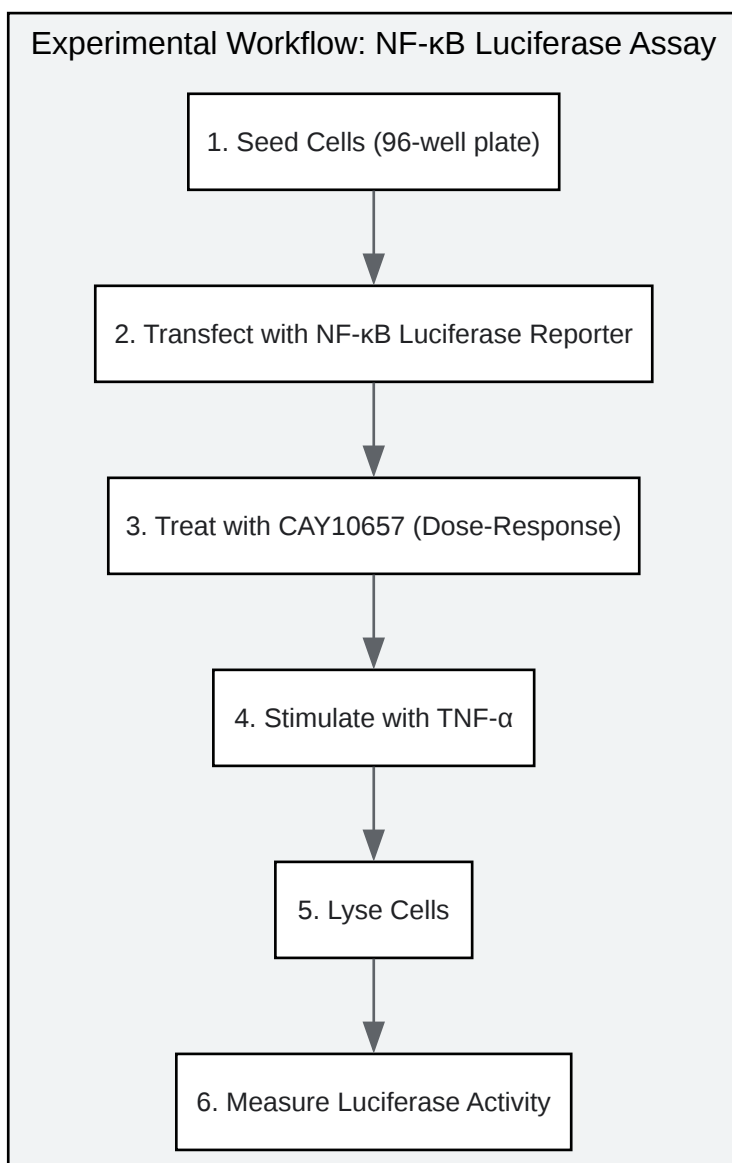 Experimental Workflow: NF-κB Luciferase Assay
1. Seed Cells (96-well plate)
2. Transfect with NF-κB Luciferase Reporter
3. Treat with CAY10657 (Dose-Response)
4. Stimulate with TNF-α
5. Lyse Cells
6. Measure Luciferase Activity